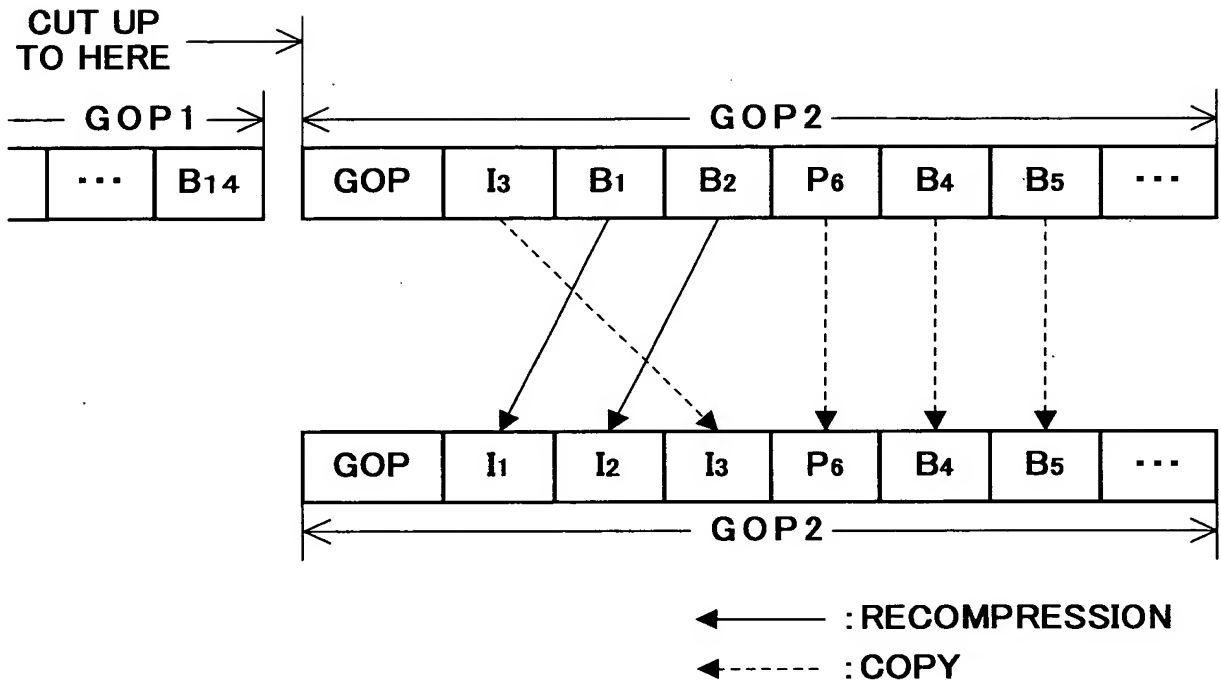 CUT UP
TO HERE
GOP1
GOP2
... B14
GOP I3 B1 B2 P6 B4 B5 ...
GOP I1 I2 I3 P6 B4 B5 ...
GOP2
:RECOMPRESSION
:COPY